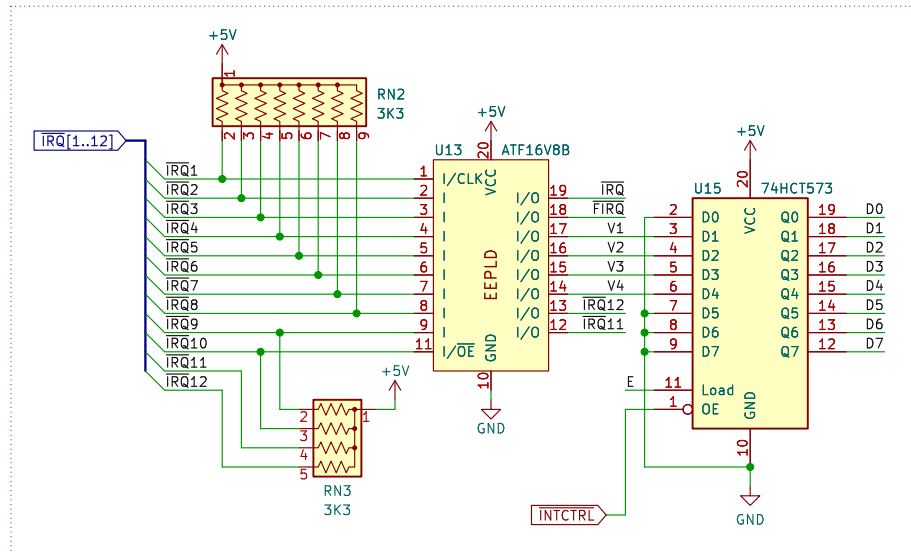 +5V
1
RN2
3K3
2 3 4 5 6 7 8 9
IRQ[1..12]
IRQ1
IRQ2
IRQ3
IRQ4
IRQ5
IRQ6
IRQ7
IRQ8
IRQ9
IRQ10
IRQ11
IRQ12
+5V
U13
ATF16V8B
20
VCC
1 I/CLK
2 I
3 I
4 I
5 I
6 I
7 I
8 I
9 I
11 I/OE
EEPLD
I/O 19 IRQ
I/O 18 FIRQ
I/O 17 V1
I/O 16 V2
I/O 15 V3
I/O 14 V4
I/O 13 IRQ12
I/O 12 IRQ11
GND
10
GND
+5V
1
2
3
4
5
RN3
3K3
+5V
U15
74HCT573
20
VCC
2 D0 Q0 19 D0
3 D1 Q1 18 D1
4 D2 Q2 17 D2
5 D3 Q3 16 D3
6 D4 Q4 15 D4
7 D5 Q5 14 D5
8 D6 Q6 13 D6
9 D7 Q7 12 D7
E 11 Load
1 OE
GND
10
GND
INTCTRL